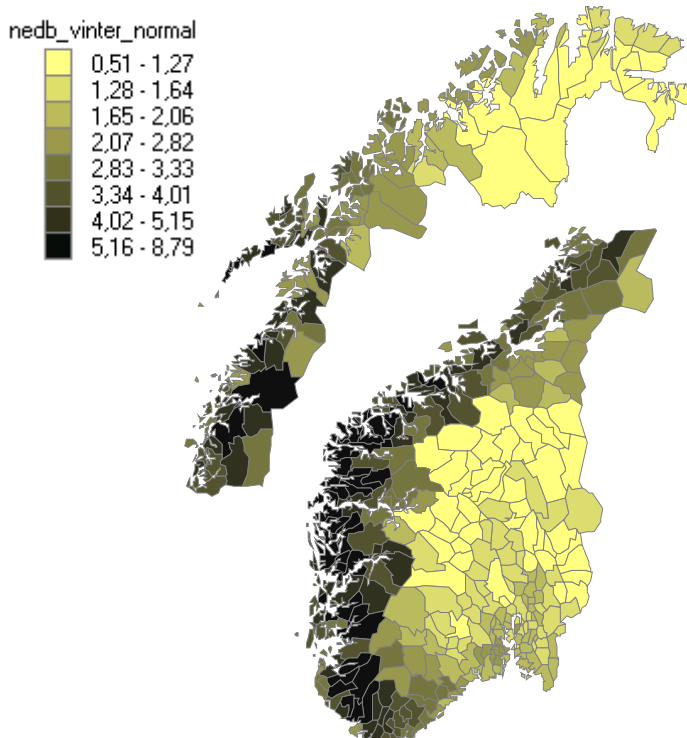 nedb_vinter_normal
0,51 - 1,27
1,28 - 1,64
1,65 - 2,06
2,07 - 2,82
2,83 - 3,33
3,34 - 4,01
4,02 - 5,15
5,16 - 8,79